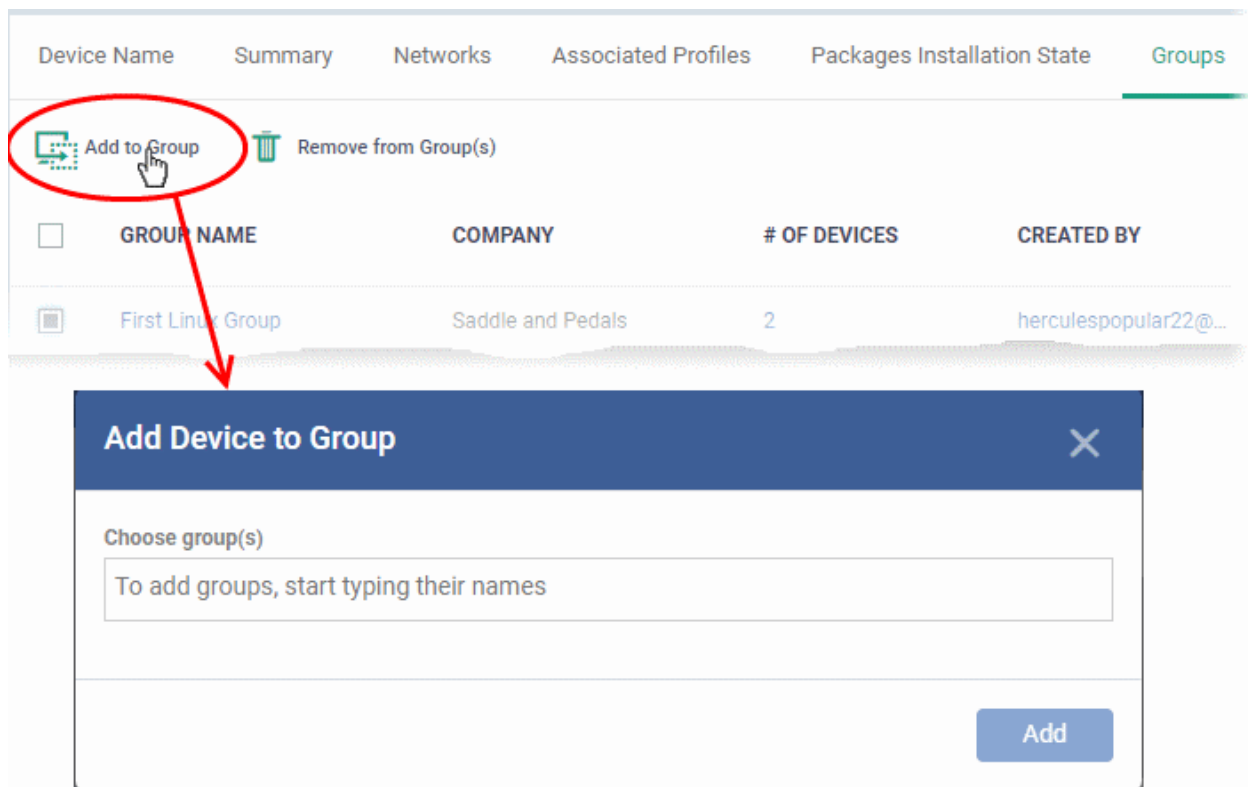 Device Name Summary Networks Associated Profiles Packages Installation State Groups
Add to Group Remove from Group(s)
GROUP NAME COMPANY # OF DEVICES CREATED BY
First Linux Group Saddle and Pedals 2 herculespopular22@...
Add Device to Group
Choose group(s)
To add groups, start typing their names
Add